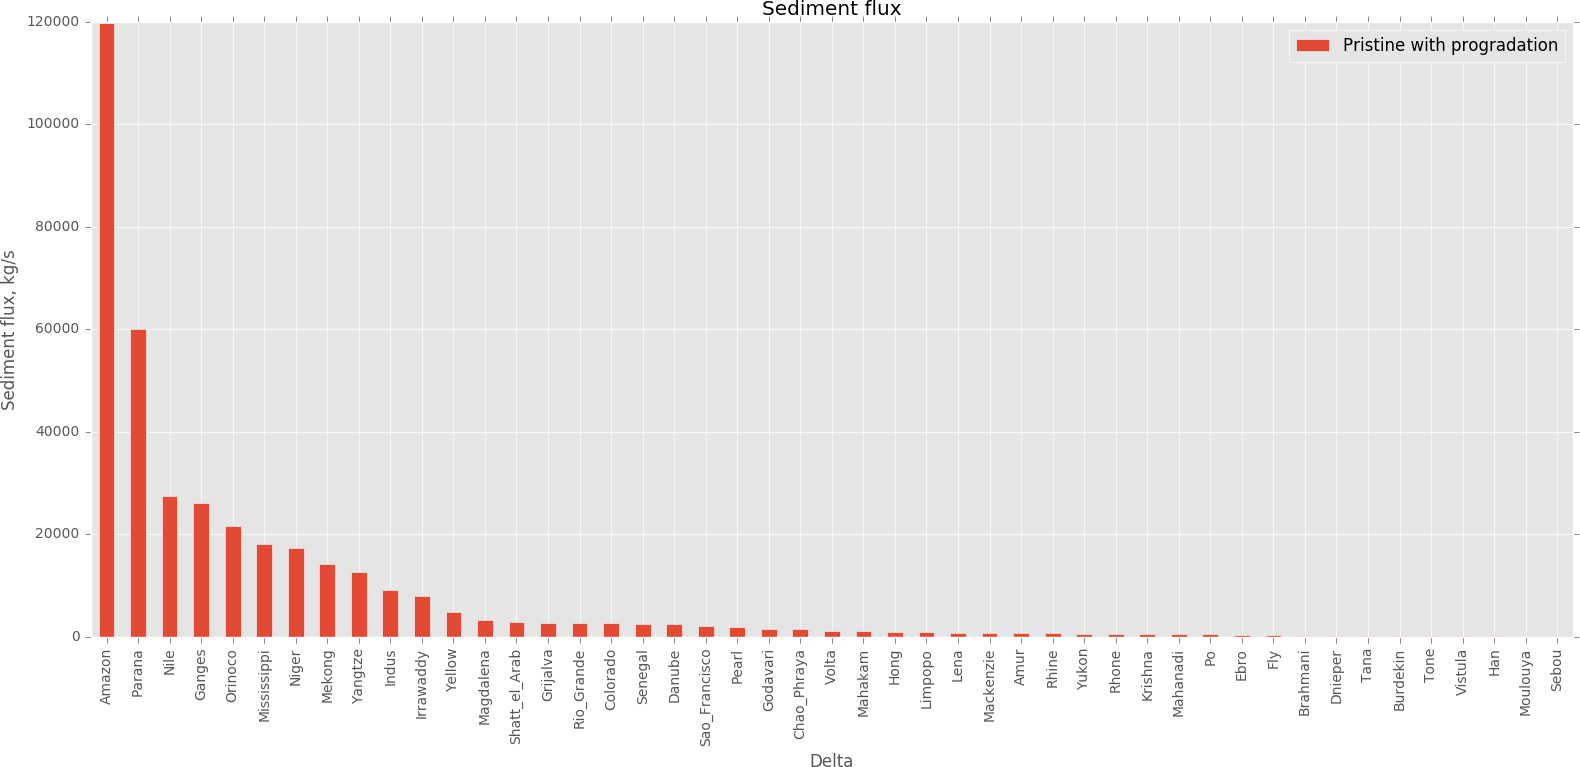 Sediment flux
Pristine with progradation
Sediment flux, kg/s
120000
100000
80000
60000
40000
20000
0
Amazon
Parana
Nile
Ganges
Orinoco
Mississippi
Niger
Mekong
Yangtze
Indus
Irrawaddy
Yellow
Magdalena
Shatt_el_Arab
Grijalva
Rio_Grande
Colorado
Senegal
Danube
Sao_Francisco
Pearl
Godavari
Chao_Phraya
Volta
Mahakam
Hong
Limpopo
Lena
Mackenzie
Amur
Rhine
Yukon
Rhone
Krishna
Mahanadi
Po
Ebro
Fly
Brahmani
Dnieper
Tana
Burdekin
Tone
Vistula
Han
Moulouya
Sebou
Delta